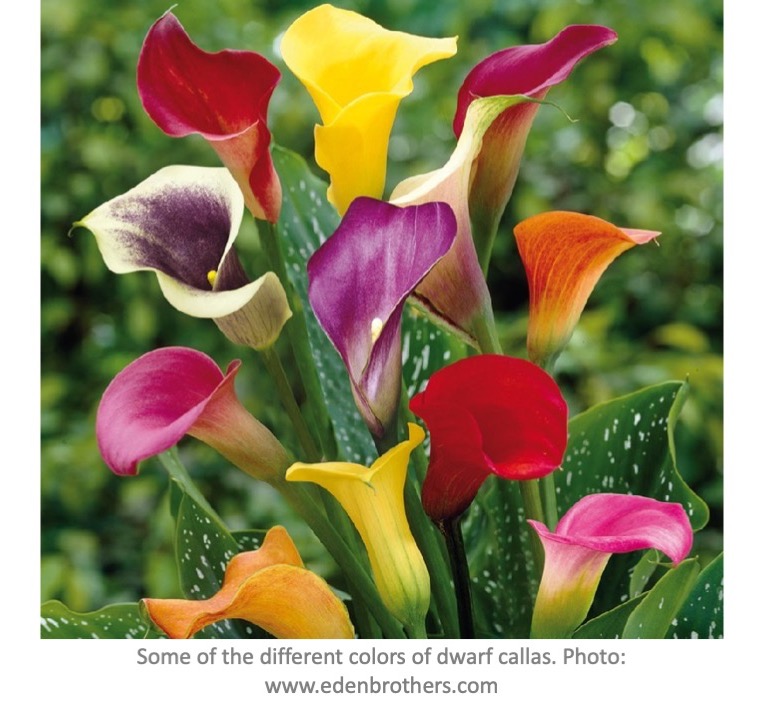 Some of the different colors of dwarf callas. Photo:
www.edenbrothers.com